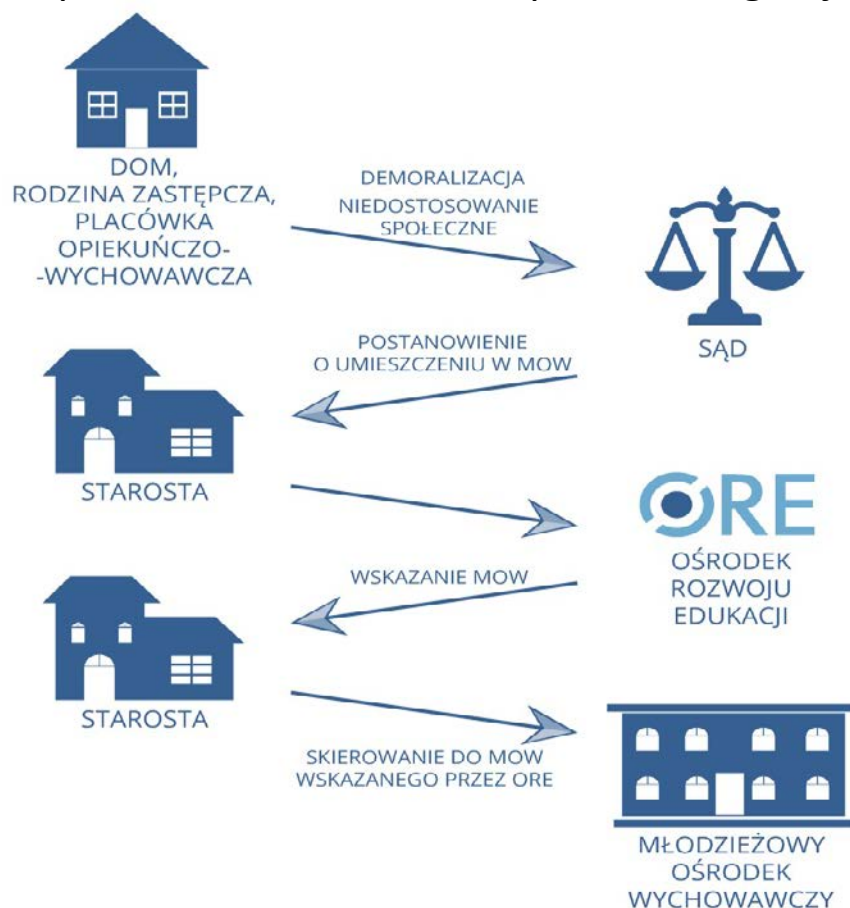 DOM,
RODZINA ZASTĘPCZA,
PLACÓWKA
OPIEKUŃCZO-
-WYCHOWAWCZA
DEMORALIZACJA
NIEDOSTOSOWANIE
SPOŁECZNE
SĄD
POSTANOWIENIE
O UMIESZCZENIU W MOW
STAROSTA
ORE
OŚRODEK
ROZWOJU
EDUKACJI
WSKAZANIE MOW
STAROSTA
SKIEROWANIE DO MOW
WSKAZANEGO PRZEZ ORE
MŁODZIEŻOWY
OŚRODEK
WYCHOWAWCZY